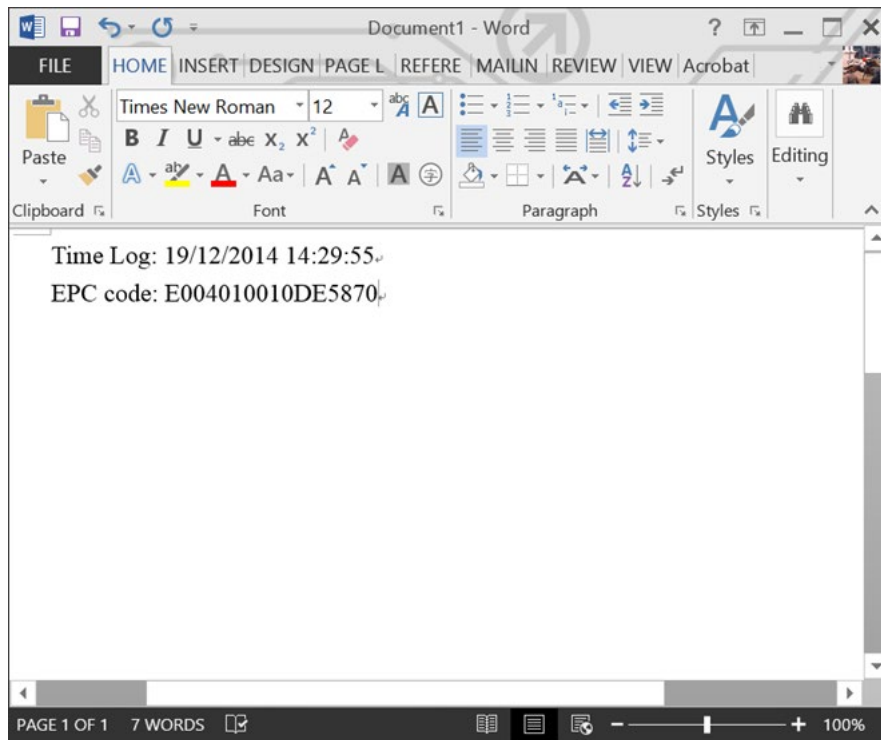 Document1 - Word
FILE HOME INSERT DESIGN PAGE L REFERE MAILIN REVIEW VIEW Acrobat
Times New Roman 12
Paste
Styles Editing
Clipboard Font Paragraph Styles
Time Log: 19/12/2014 14:29:55
EPC code: E004010010DE5870
PAGE 1 OF 1 7 WORDS 100%